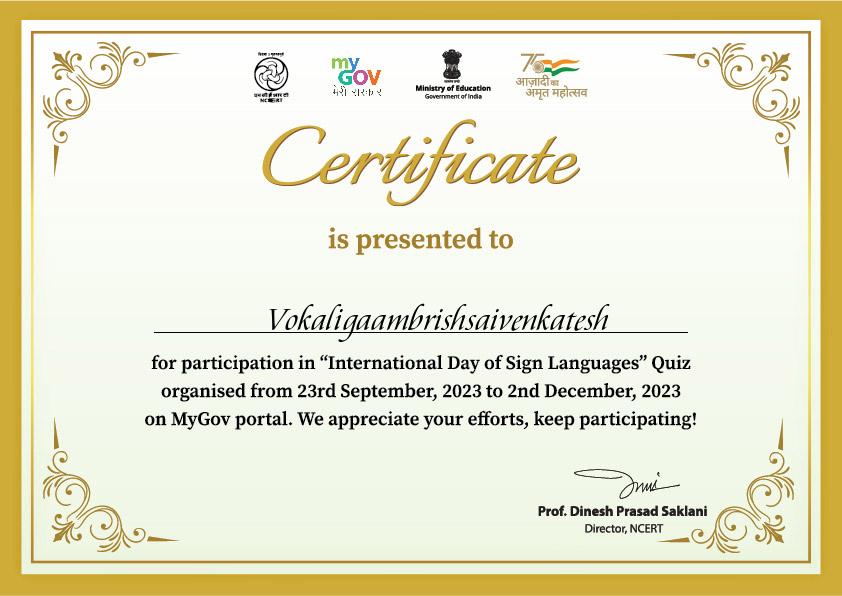 my
GOV
मेरी सरकार
NCERT
Ministry of Education
Government of India
75
आज़ादी का
अमृत महोत्सव
Certificate
is presented to
Vokaligaambrishsaivenkatesh
for participation in “International Day of Sign Languages” Quiz
organised from 23rd September, 2023 to 2nd December, 2023
on MyGov portal. We appreciate your efforts, keep participating!
Prof. Dinesh Prasad Saklani
Director, NCERT